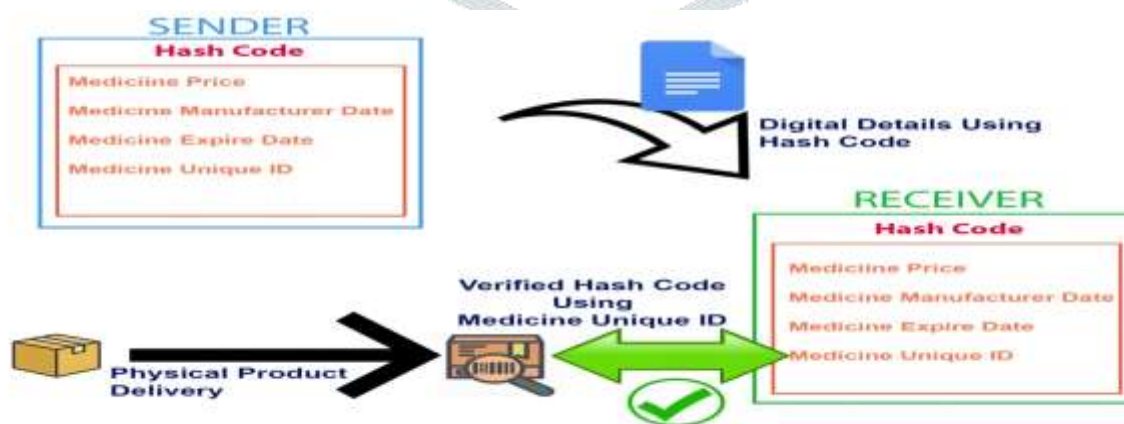 SENDER
Hash Code
Mediciine Price
Medicine Manufacturer Date
Medicine Expire Date
Medicine Unique ID
Digital Details Using
Hash Code
RECEIVER
Hash Code
Mediciine Price
Medicine Manufacturer Date
Medicine Expire Date
Medicine Unique ID
Verified Hash Code
Using
Medicine Unique ID
Physical Product
Delivery